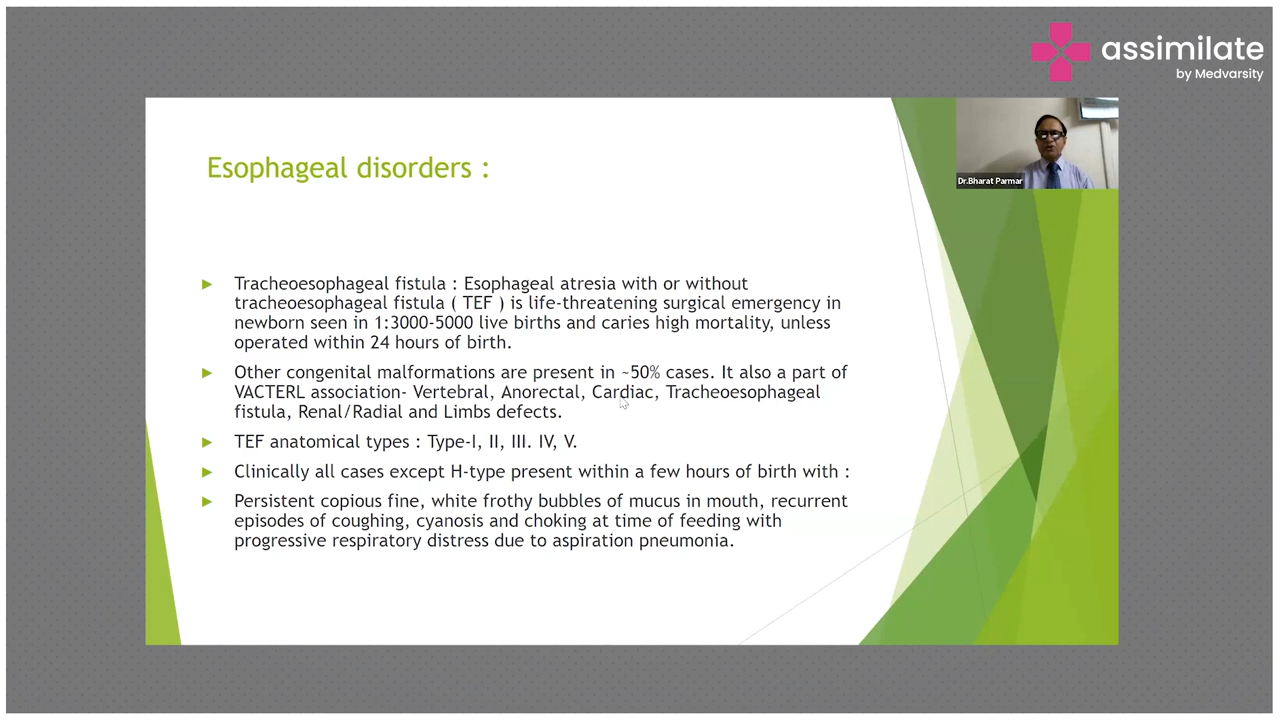 assimilate
by Medvarsity
Dr.Bharat Parmar
Esophageal disorders :
Tracheoesophageal fistula : Esophageal atresia with or without
tracheoesophageal fistula ( TEF ) is life-threatening surgical emergency in
newborn seen in 1:3000-5000 live births and caries high mortality, unless
operated within 24 hours of birth.
Other congenital malformations are present in ~50% cases. It also a part of
VACTERL association- Vertebral, Anorectal, Cardiac, Tracheoesophageal
fistula, Renal/Radial and Limbs defects.
TEF anatomical types : Type-I, II, III. IV, V.
Clinically all cases except H-type present within a few hours of birth with :
Persistent copious fine, white frothy bubbles of mucus in mouth, recurrent
episodes of coughing, cyanosis and choking at time of feeding with
progressive respiratory distress due to aspiration pneumonia.